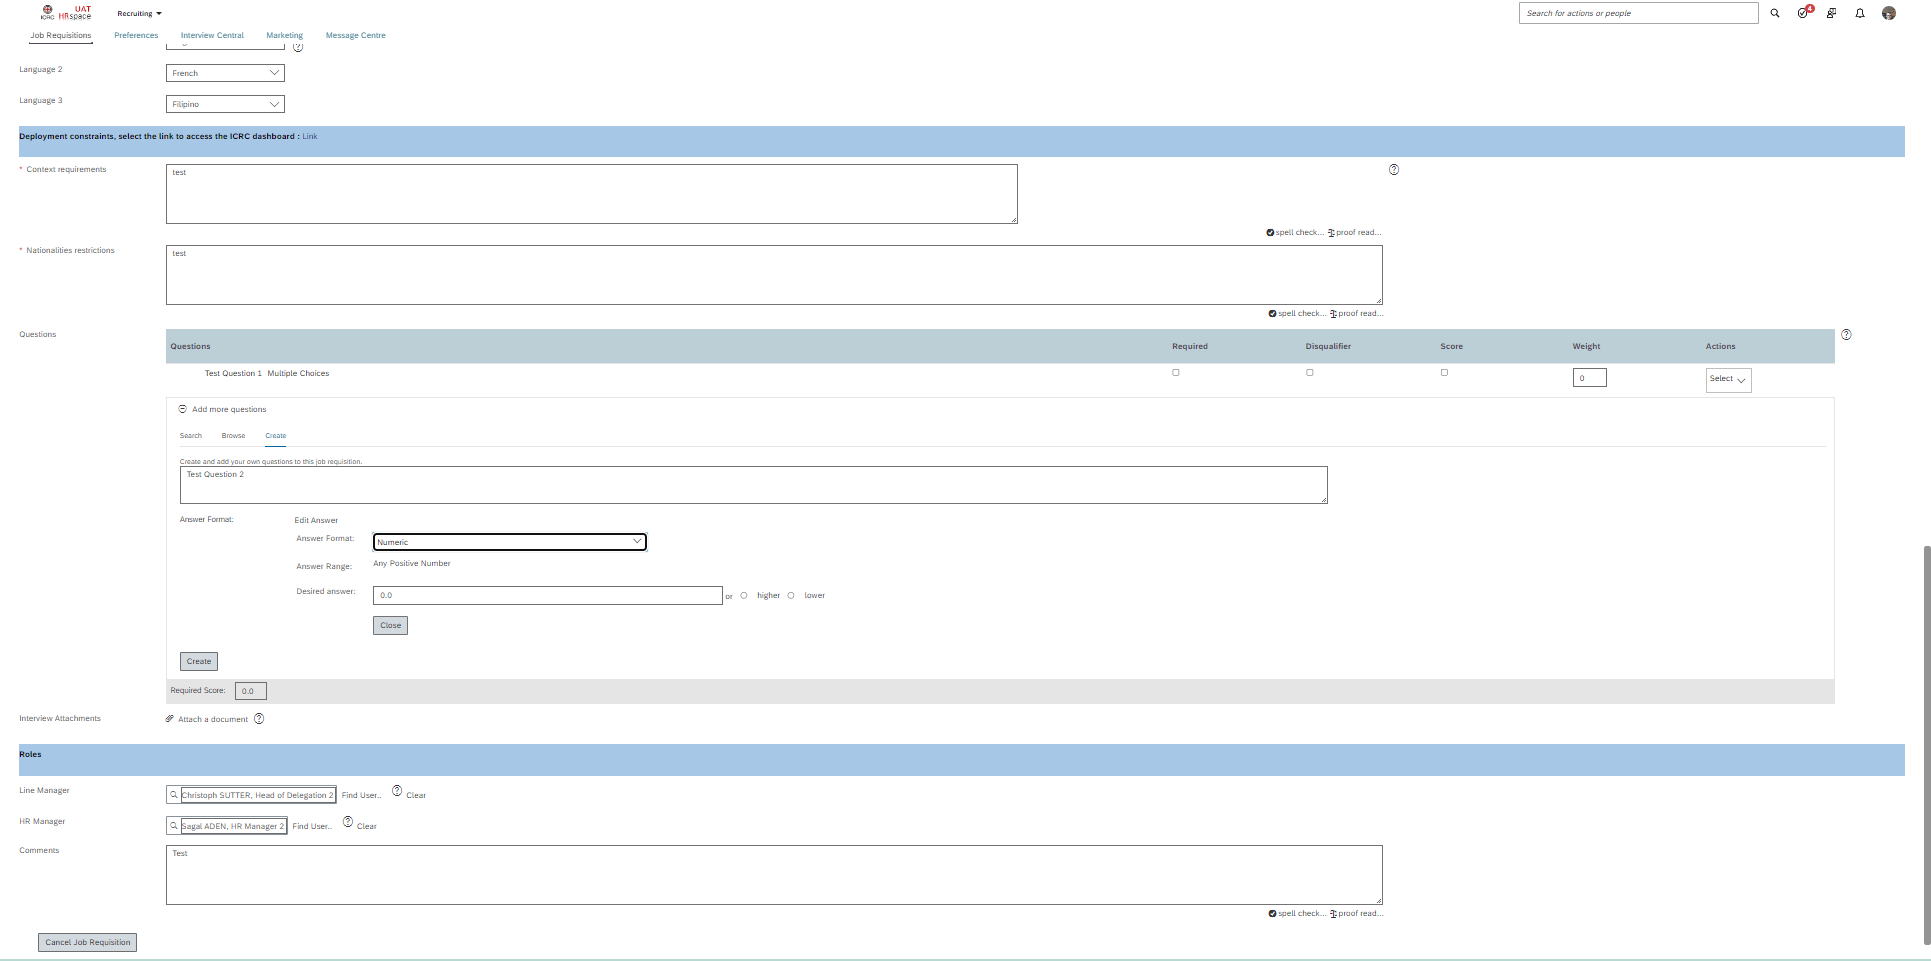 UAT
ICRC HRspace
Recruiting
Search for actions or people
4
Job Requisitions Preferences Interview Central Marketing Message Centre
Language 2 French
Language 3 Filipino
Deployment constraints, select the link to access the ICRC dashboard : Link
* Context requirements test
spell check... proof read...
* Nationalities restrictions test
spell check... proof read...
Questions
Questions Required Disqualifier Score Weight Actions
Test Question 1 Multiple Choices 0 Select
Add more questions
Search Browse Create
Create and add your own questions to this job requisition.
Test Question 2
Answer Format: Edit Answer
Answer Format: Numeric
Answer Range: Any Positive Number
Desired answer: 0.0 or higher lower
Close
Create
Required Score: 0.0
Interview Attachments Attach a document
Roles
Line Manager Christoph SUTTER, Head of Delegation 2 Find User... Clear
HR Manager Sagal ADEN, HR Manager 2 Find User... Clear
Comments Test
spell check... proof read...
Cancel Job Requisition